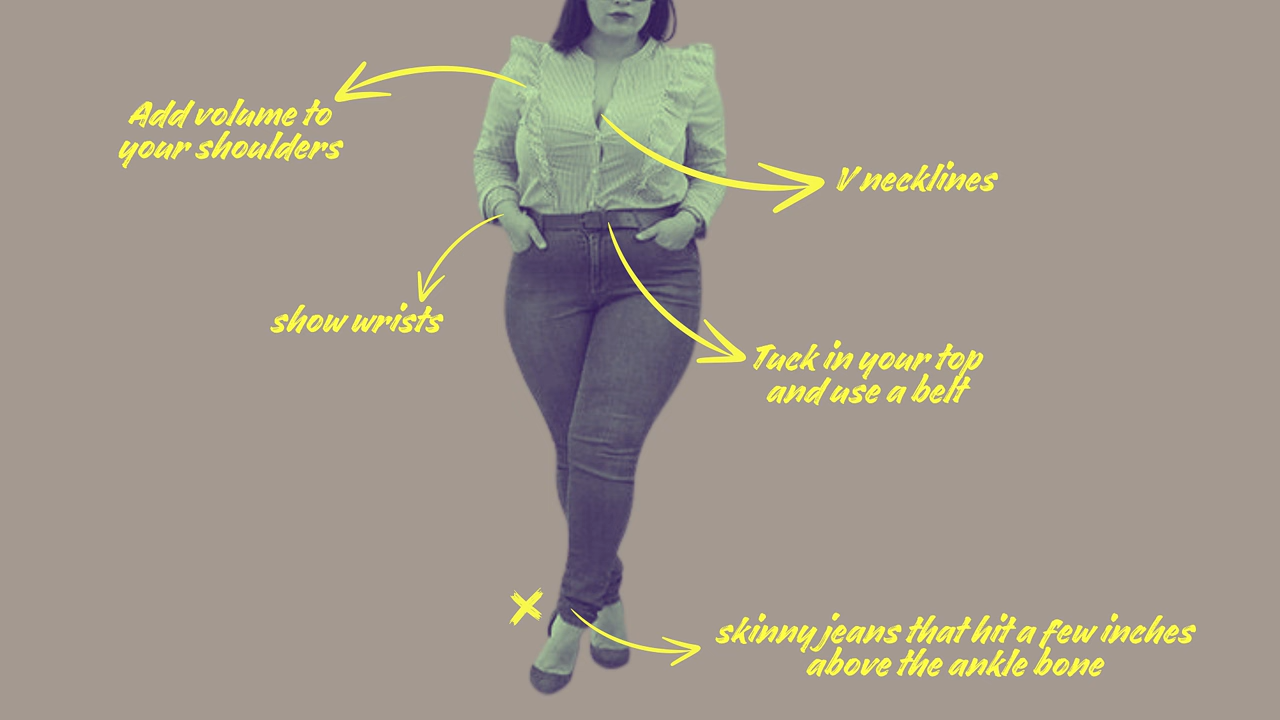 Add volume to
your shoulders
V necklines
show wrists
Tuck in your top
and use a belt
skinny jeans that hit a few inches
above the ankle bone